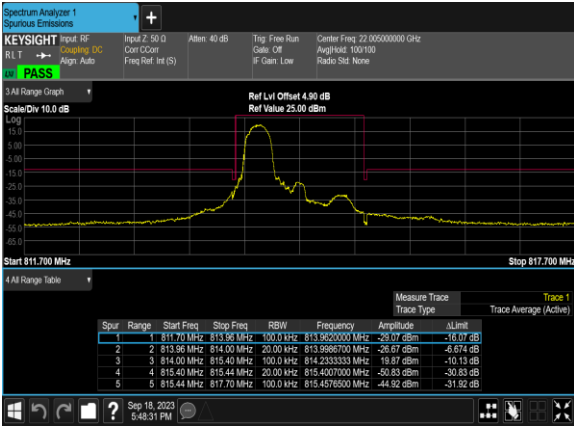 Spectrum Analyzer 1
Spurious Emissions
+
KEYSIGHT Input: RF Input Z: 50 Ω Atten: 40 dB Trig: Free Run Center Freq: 22.005000000 GHz
RLT Coupling: DC Corr CCorr Gate: Off Avg|Hold: 100/100
Align: Auto Freq Ref: Int (S) IF Gain: Low Radio Std: None
LW PASS
3 All Range Graph
Ref Lvl Offset 4.90 dB
Scale/Div 10.0 dB Ref Value 25.00 dBm
Log
15.0
5.00
-5.00
-15.0
-25.0
-35.0
-45.0
-55.0
-65.0
Start 811.700 MHz Stop 817.700 MHz
4 All Range Table
Measure Trace Trace 1
Trace Type Trace Average (Active)
Spur Range Start Freq Stop Freq RBW Frequency Amplitude ΔLimit
1 1 811.70 MHz 813.96 MHz 100.0 kHz 813.9620000 MHz -29.07 dBm -16.07 dB
2 2 813.96 MHz 814.00 MHz 20.00 kHz 813.9986700 MHz -26.67 dBm -6.674 dB
3 3 814.00 MHz 815.40 MHz 100.0 kHz 814.2333333 MHz 19.87 dBm -10.13 dB
4 4 815.40 MHz 815.44 MHz 20.00 kHz 815.4007000 MHz -50.83 dBm -30.83 dB
5 5 815.44 MHz 817.70 MHz 100.0 kHz 815.4576500 MHz -44.92 dBm -31.92 dB
? Sep 18, 2023
5:48:31 PM